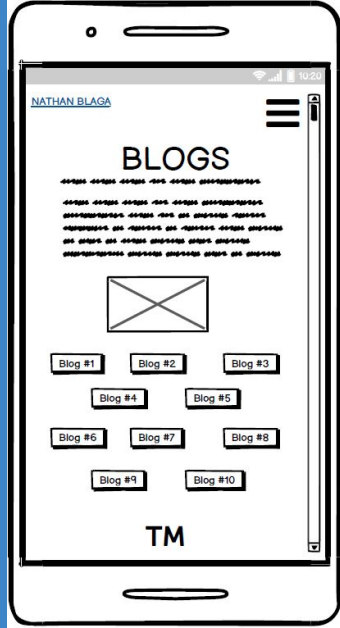 10:20
NATHAN BLAGA
BLOGS
Blog #1 Blog #2 Blog #3
Blog #4 Blog #5
Blog #6 Blog #7 Blog #8
Blog #9 Blog #10
TM